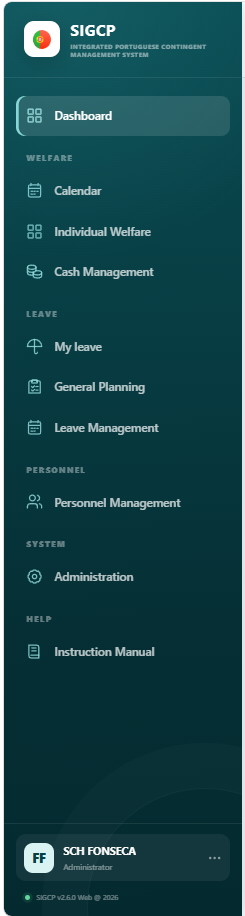 SIGCP
INTEGRATED PORTUGUESE CONTINGENT
MANAGEMENT SYSTEM
Dashboard
WELFARE
Calendar
Individual Welfare
Cash Management
LEAVE
My leave
General Planning
Leave Management
PERSONNEL
Personnel Management
SYSTEM
Administration
HELP
Instruction Manual
FF
SCH FONSECA
Administrator
SIGCP v2.6.0 Web @ 2026